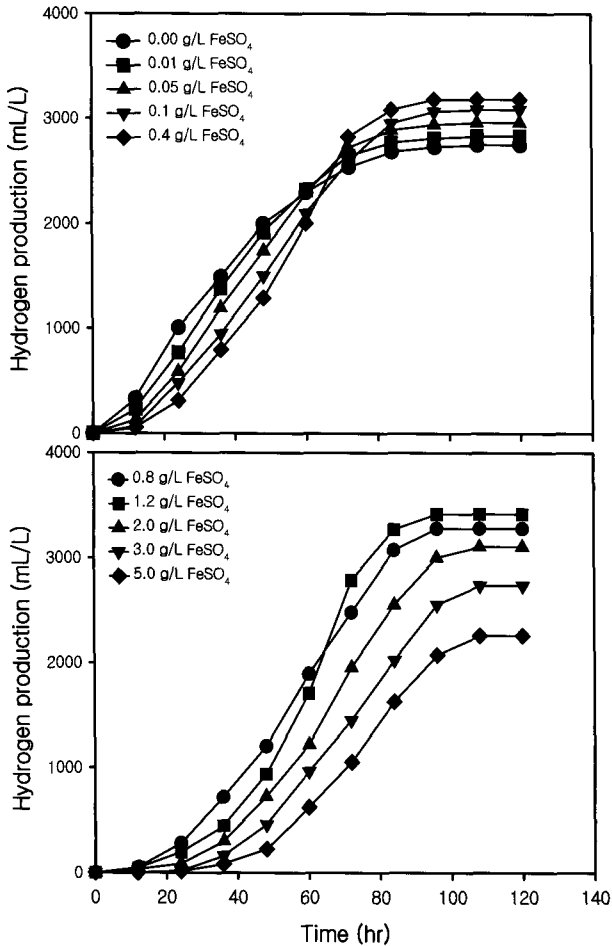 4000
3000
2000
1000
0
Hydrogen production (mL/L)
0.00 g/L FeSO₄
0.01 g/L FeSO₄
0.05 g/L FeSO₄
0.1 g/L FeSO₄
0.4 g/L FeSO₄
4000
3000
2000
1000
0
Hydrogen production (mL/L)
0.8 g/L FeSO₄
1.2 g/L FeSO₄
2.0 g/L FeSO₄
3.0 g/L FeSO₄
5.0 g/L FeSO₄
0 20 40 60 80 100 120 140
Time (hr)